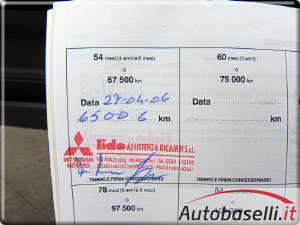 54 mesi (4 anni e 6 mesi)
o
67 500 km
60 mesi (5 anni)
o
75 000 km
Data 29-04-06
65006 km
Data
km
MITSUBISHI MOTORS
lido ASSISTENZA RICAMBI S.r.l.
TIMBRO E FIRMA CONCESSIONARIO
TIMBRO E FIRMA CONCESSIONARIO
78 mesi (6 anni e 6 mesi)
o
97 500 km
84
Autobaselli.it